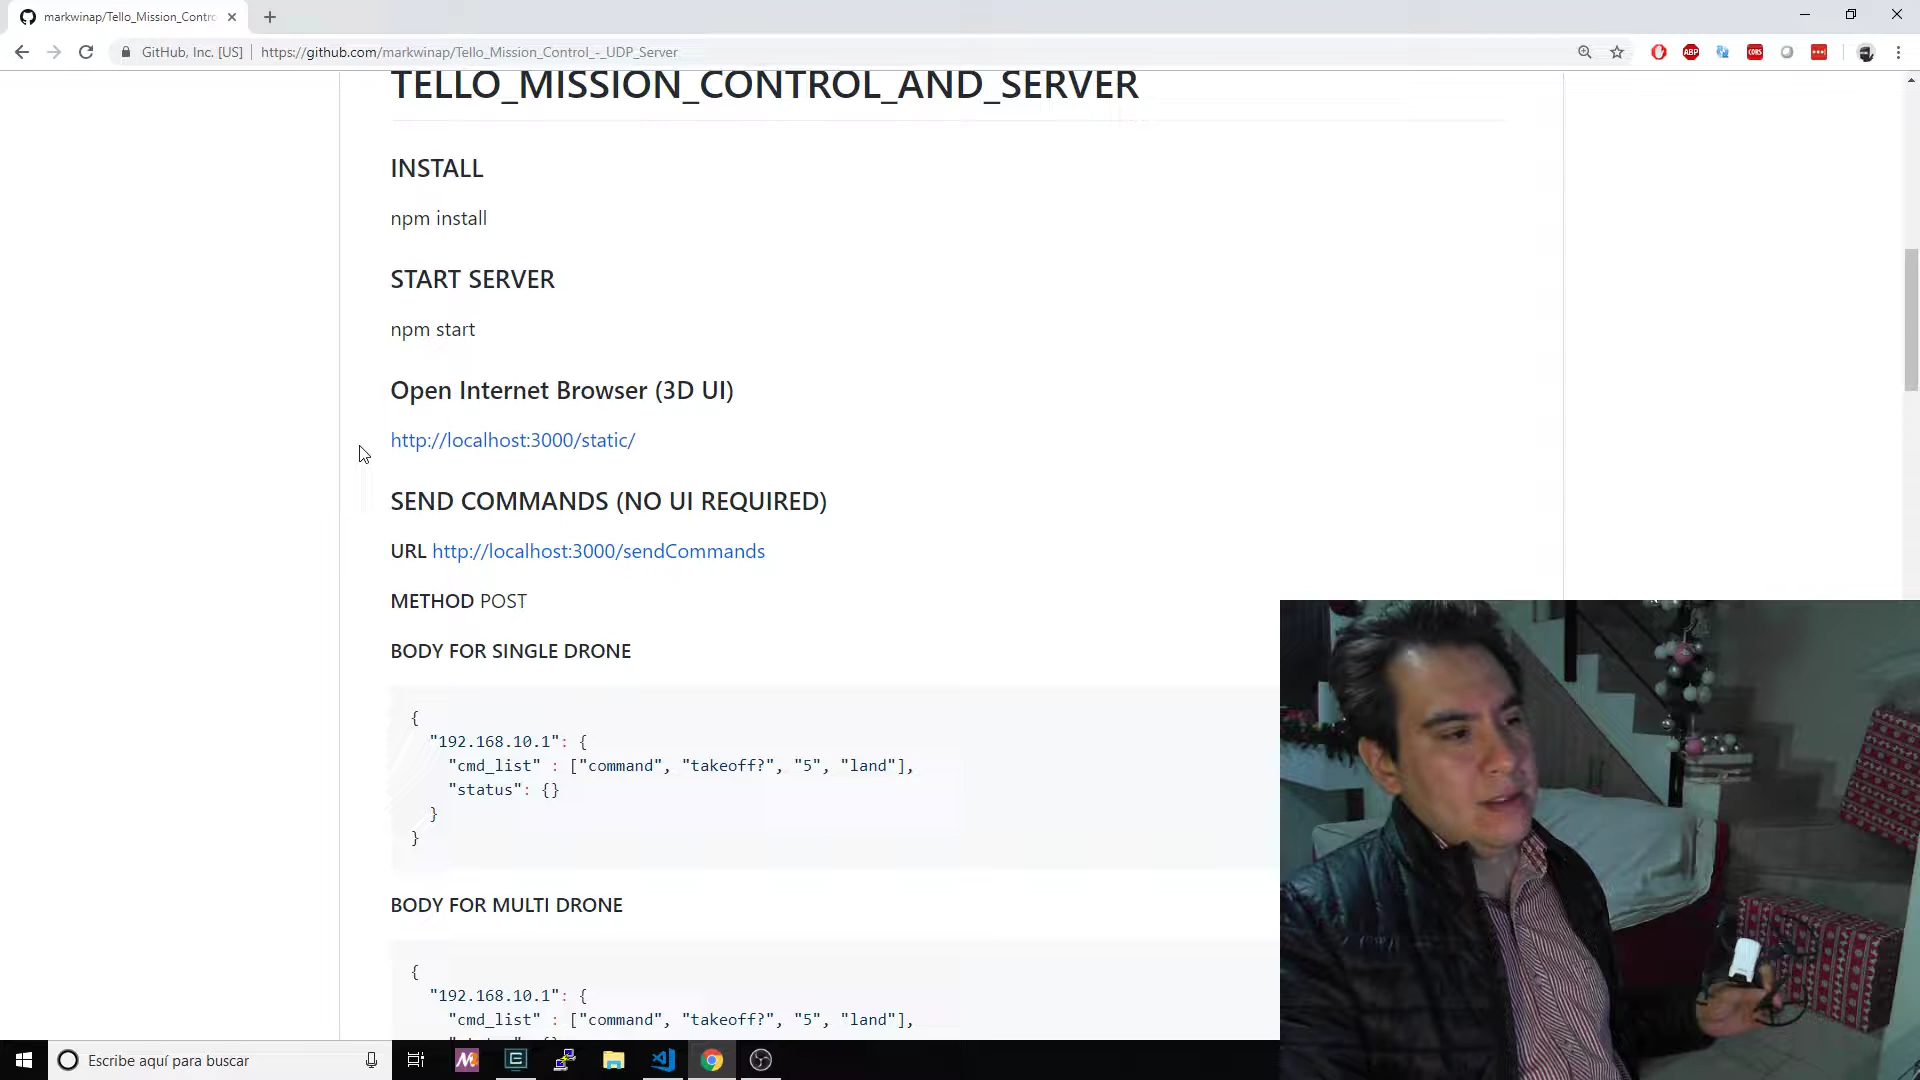 markwinap/Tello_Mission_Contro
GitHub, Inc. [US]
https://github.com/markwinap/Tello_Mission_Control_-_UDP_Server
ABP
CORS
TELLO_MISSION_CONTROL_AND_SERVER
INSTALL
npm install
START SERVER
npm start
Open Internet Browser (3D UI)
http://localhost:3000/static/
SEND COMMANDS (NO UI REQUIRED)
URL http://localhost:3000/sendCommands
METHOD POST
BODY FOR SINGLE DRONE
{
"192.168.10.1": {
"cmd_list" : ["command", "takeoff?", "5", "land"],
"status": {}
}
}
BODY FOR MULTI DRONE
{
"192.168.10.1": {
"cmd_list" : ["command", "takeoff?", "5", "land"],
Escribe aquí para buscar